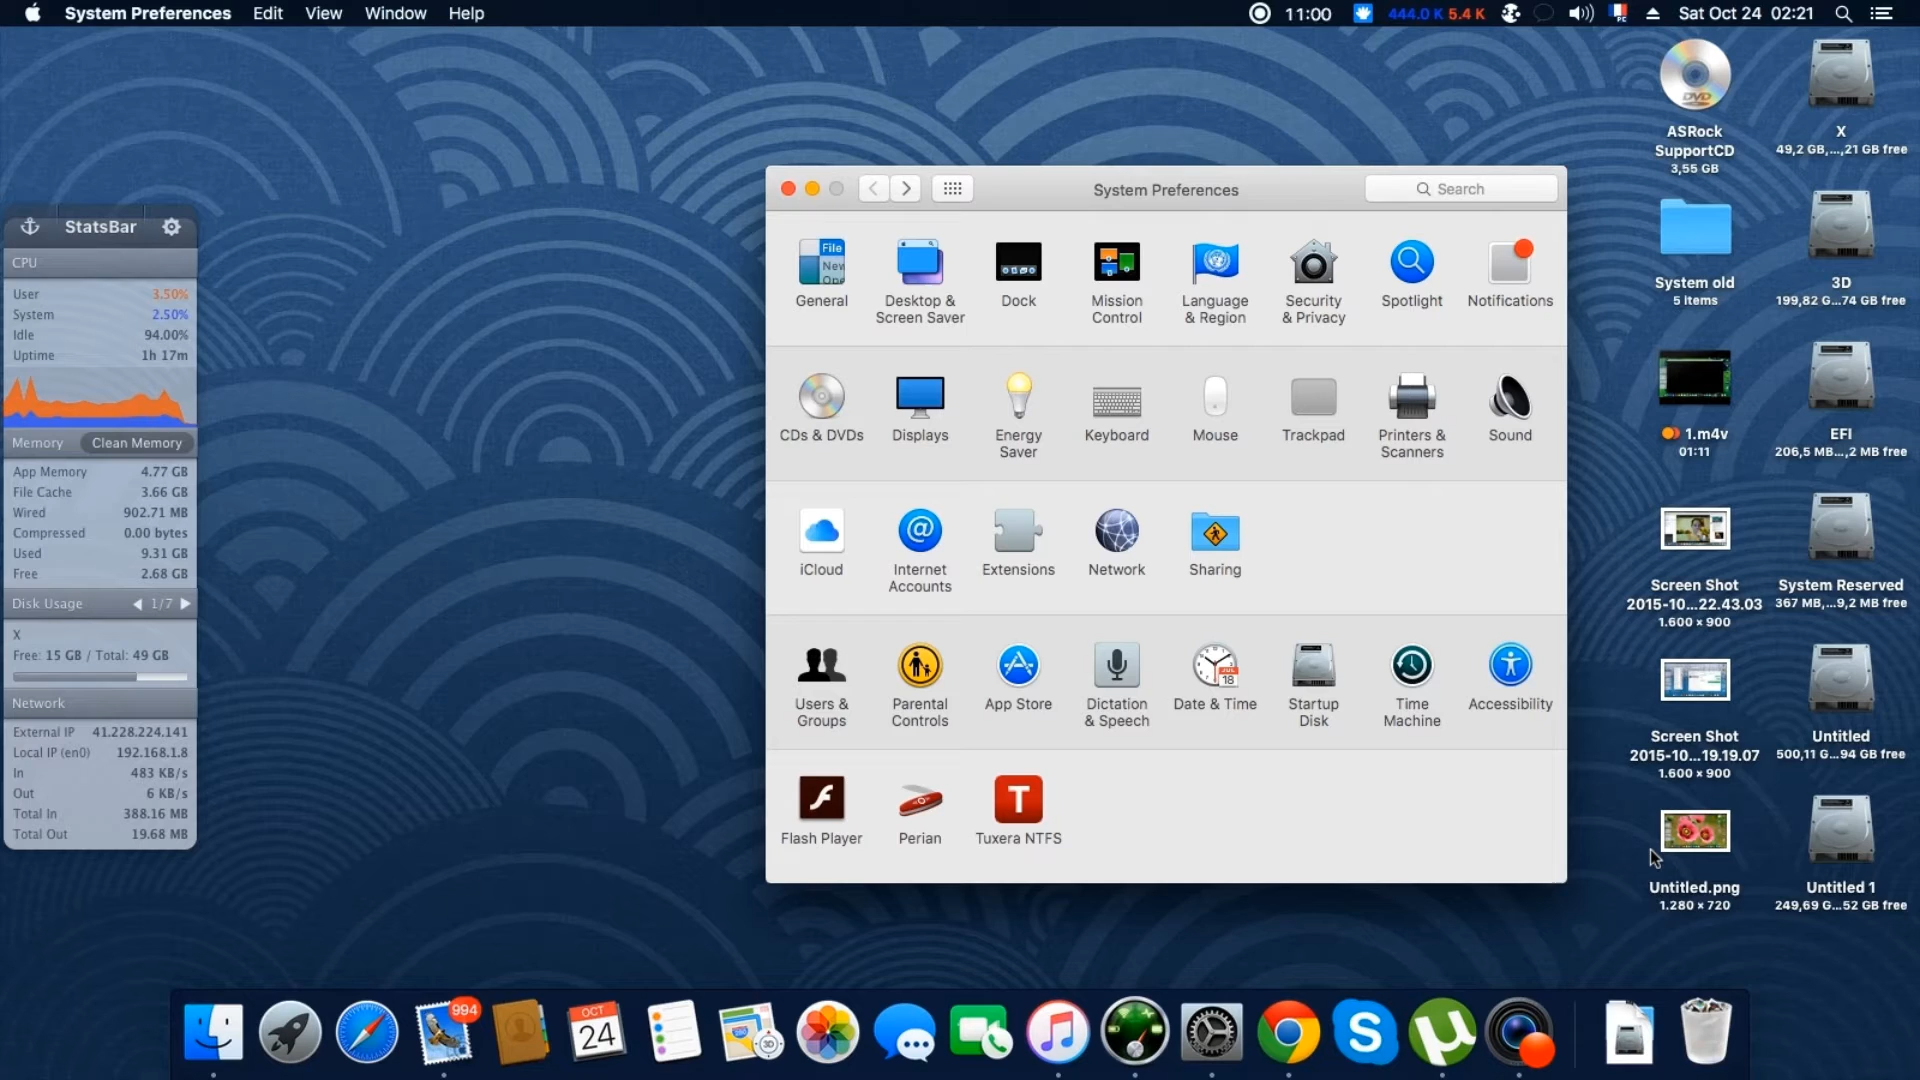 System Preferences Edit View Window Help
11:00 444.0 K 5.4 K PC Sat Oct 24 02:21
StatsBar
CPU
User 3.50%
System 2.50%
Idle 94.00%
Uptime 1h 17m
Memory Clean Memory
App Memory 4.77 GB
File Cache 3.66 GB
Wired 902.71 MB
Compressed 0.00 bytes
Used 9.31 GB
Free 2.68 GB
Disk Usage 1/7
X
Free: 15 GB / Total: 49 GB
Network
External IP 41.228.224.141
Local IP (en0) 192.168.1.8
In 483 KB/s
Out 6 KB/s
Total In 388.16 MB
Total Out 19.68 MB
System Preferences
Search
File
New
Ope
General
Desktop &
Screen Saver
Dock
Mission
Control
Language
& Region
Security
& Privacy
Spotlight
Notifications
CDs & DVDs
Displays
Energy
Saver
Keyboard
Mouse
Trackpad
Printers &
Scanners
Sound
@
iCloud
Internet
Accounts
Extensions
Network
Sharing
JUL
18
Users &
Groups
Parental
Controls
App Store
Dictation
& Speech
Date & Time
Startup
Disk
Time
Machine
Accessibility
T
Flash Player
Perian
Tuxera NTFS
DVD
ASRock
SupportCD
3,55 GB
System old
5 items
1.m4v
01:11
Screen Shot
2015-10...22.43.03
1.600 × 900
Screen Shot
2015-10...19.19.07
1.600 × 900
Untitled.png
1.280 × 720
X
49,2 GB,...,21 GB free
3D
199,82 G...74 GB free
EFI
206,5 MB...,2 MB free
System Reserved
367 MB,...9,2 MB free
Untitled
500,11 G...94 GB free
Untitled 1
249,69 G...52 GB free
994
OCT
24
3D
S
µ